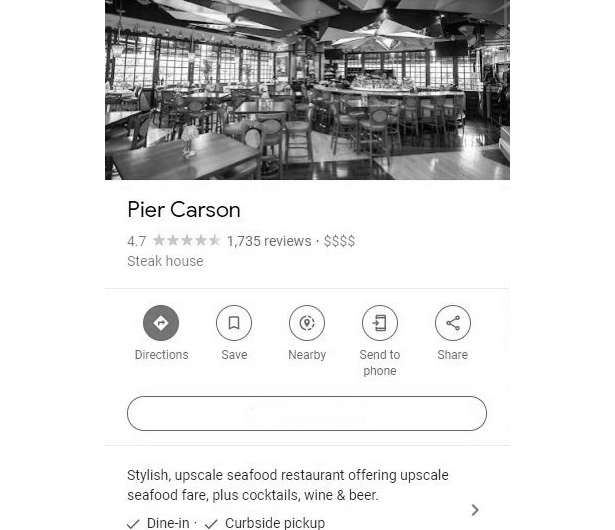 Pier Carson
4.7 ★★★★★ 1,735 reviews · $$$$
Steak house
Directions
Save
Nearby
Send to
phone
Share
Stylish, upscale seafood restaurant offering upscale
seafood fare, plus cocktails, wine & beer.
✓ Dine-in · ✓ Curbside pickup